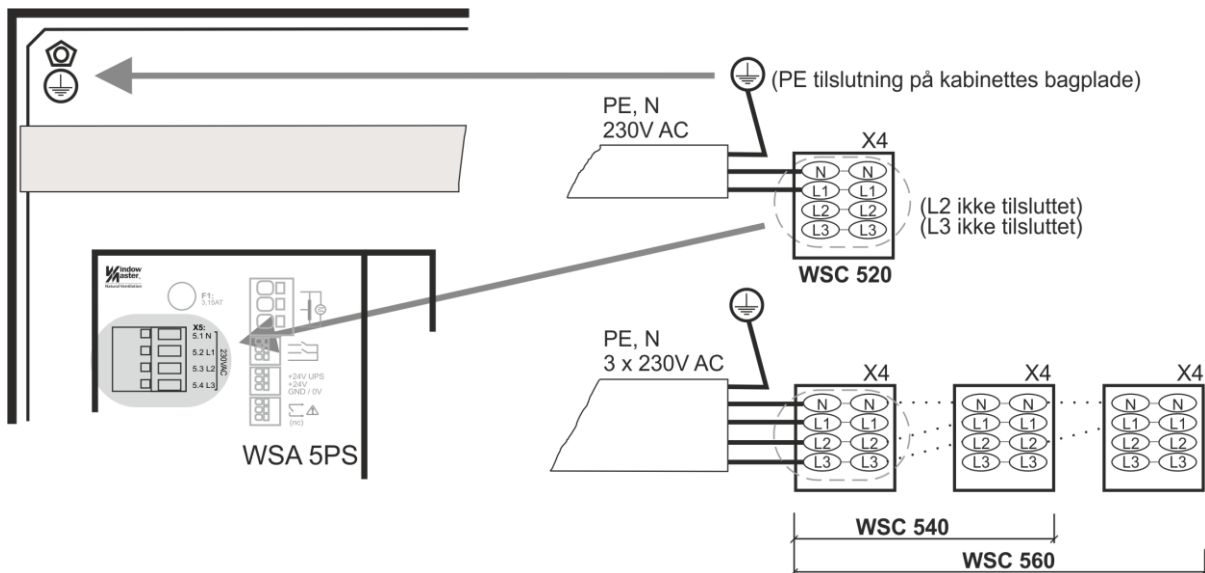 (PE tilslutning på kabinettes bagplade)
PE, N
230V AC
X4
N N
L1 L1
L2 L2
L3 L3
(L2 ikke tilsluttet)
(L3 ikke tilsluttet)
WSC 520
Window
Master
Natural Ventilation
F1:
3,15AT
X5:
5.1 N
5.2 L1
5.3 L2
5.4 L3
230VAC
+24V UPS
+24V
GND / 0V
(nc)
WSA 5PS
PE, N
3 x 230V AC
X4 X4 X4
N N N N N N
L1 L1 L1 L1 L1 L1
L2 L2 L2 L2 L2 L2
L3 L3 L3 L3 L3 L3
WSC 540
WSC 560